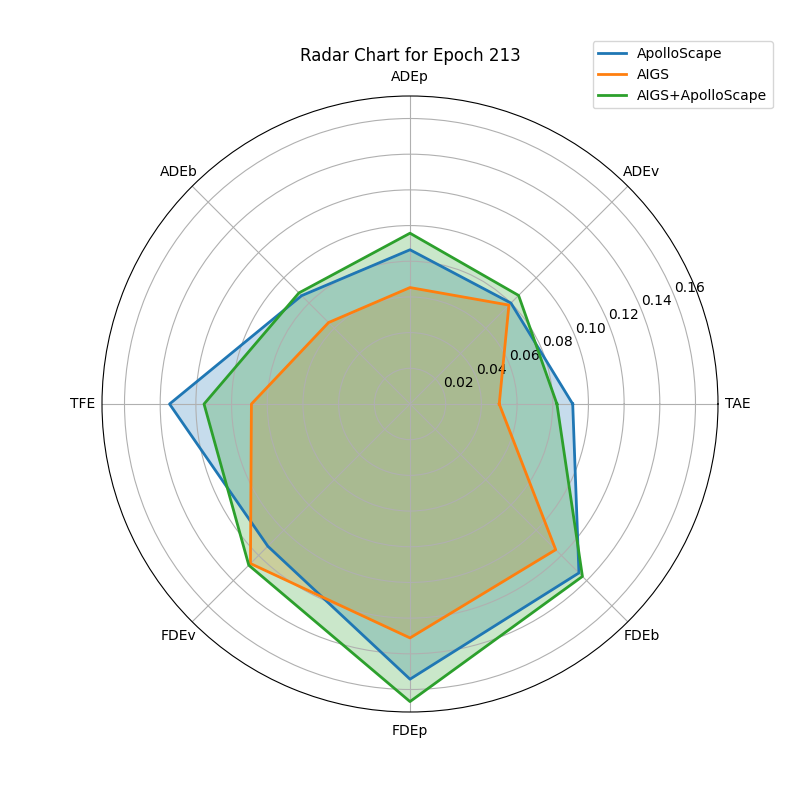 Radar Chart for Epoch 213
ApolloScape
AIGS
AIGS+ApolloScape
ADEp
ADEb
ADEv
0.16
0.14
0.12
0.10
0.08
0.06
0.04
0.02
TFE
TAE
FDEv
FDEb
FDEp